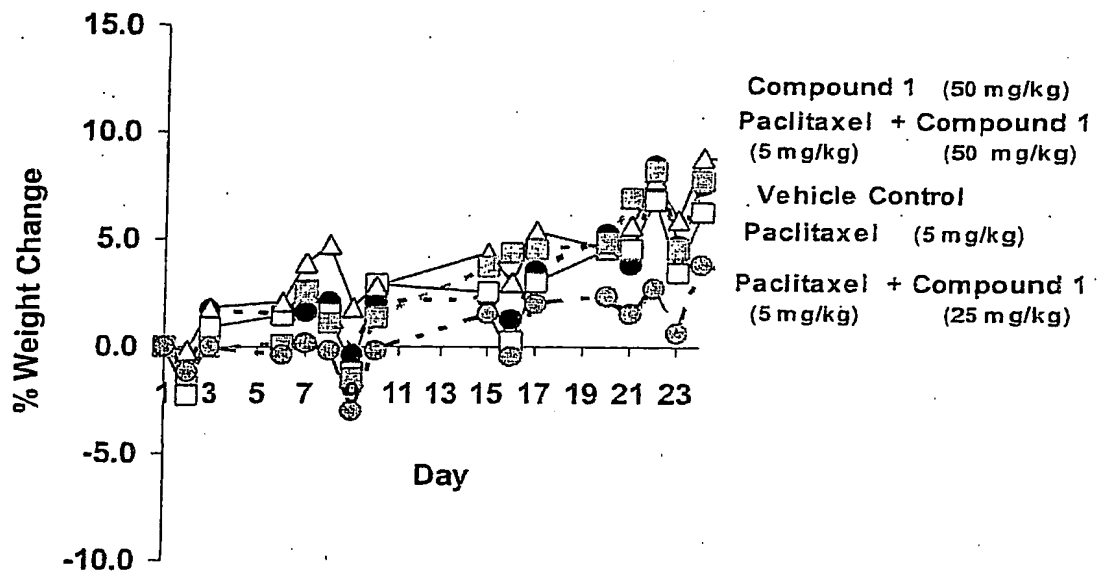 15.0
10.0
5.0
0.0
-5.0
-10.0
% Weight Change
1 3 5 7 9 11 13 15 17 19 21 23
Day
Compound 1 (50 mg/kg)
Paclitaxel + Compound 1
(5 mg/kg) (50 mg/kg)
Vehicle Control
Paclitaxel (5 mg/kg)
Paclitaxel + Compound 1
(5 mg/kg) (25 mg/kg)